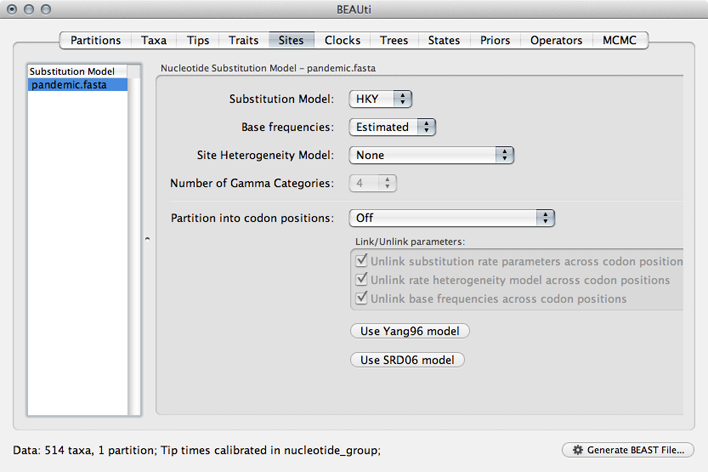 BEAUti
Partitions Taxa Tips Traits Sites Clocks Trees States Priors Operators MCMC
Substitution Model
pandemic.fasta
Nucleotide Substitution Model – pandemic.fasta
Substitution Model: HKY
Base frequencies: Estimated
Site Heterogeneity Model: None
Number of Gamma Categories: 4
Partition into codon positions: Off
Link/Unlink parameters:
Unlink substitution rate parameters across codon position
Unlink rate heterogeneity model across codon positions
Unlink base frequencies across codon positions
Use Yang96 model
Use SRD06 model
Data: 514 taxa, 1 partition; Tip times calibrated in nucleotide_group;
Generate BEAST File...